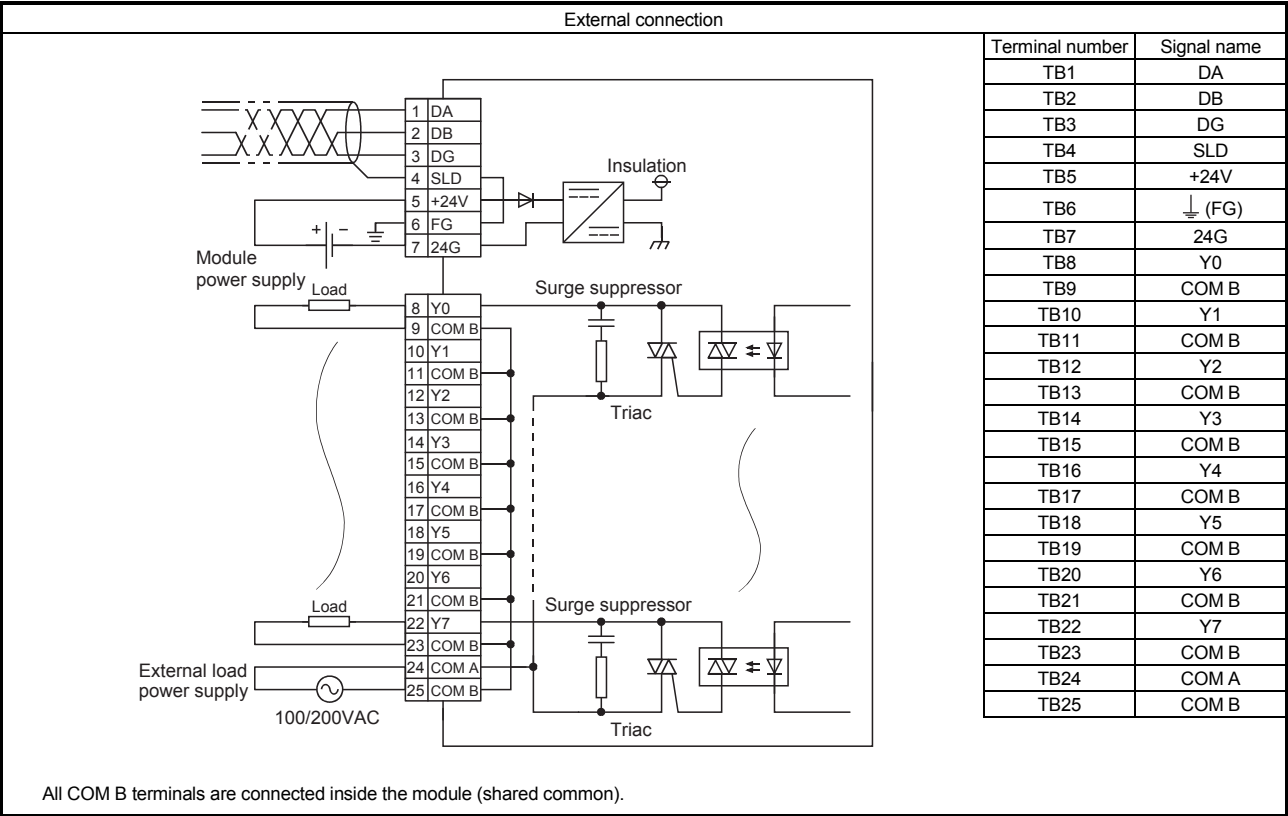 External connection
1 DA
2 DB
3 DG
4 SLD
5 +24V
6 FG
7 24G
+ −
Insulation
Module
power supply
Load
Surge suppressor
8 Y0
9 COM B
10 Y1
11 COM B
12 Y2
13 COM B
14 Y3
15 COM B
16 Y4
17 COM B
18 Y5
19 COM B
20 Y6
21 COM B
22 Y7
23 COM B
24 COM A
25 COM B
Triac
Load
Surge suppressor
External load
power supply
100/200VAC
Triac
Terminal number Signal name
TB1 DA
TB2 DB
TB3 DG
TB4 SLD
TB5 +24V
TB6 ⏚ (FG)
TB7 24G
TB8 Y0
TB9 COM B
TB10 Y1
TB11 COM B
TB12 Y2
TB13 COM B
TB14 Y3
TB15 COM B
TB16 Y4
TB17 COM B
TB18 Y5
TB19 COM B
TB20 Y6
TB21 COM B
TB22 Y7
TB23 COM B
TB24 COM A
TB25 COM B
All COM B terminals are connected inside the module (shared common).